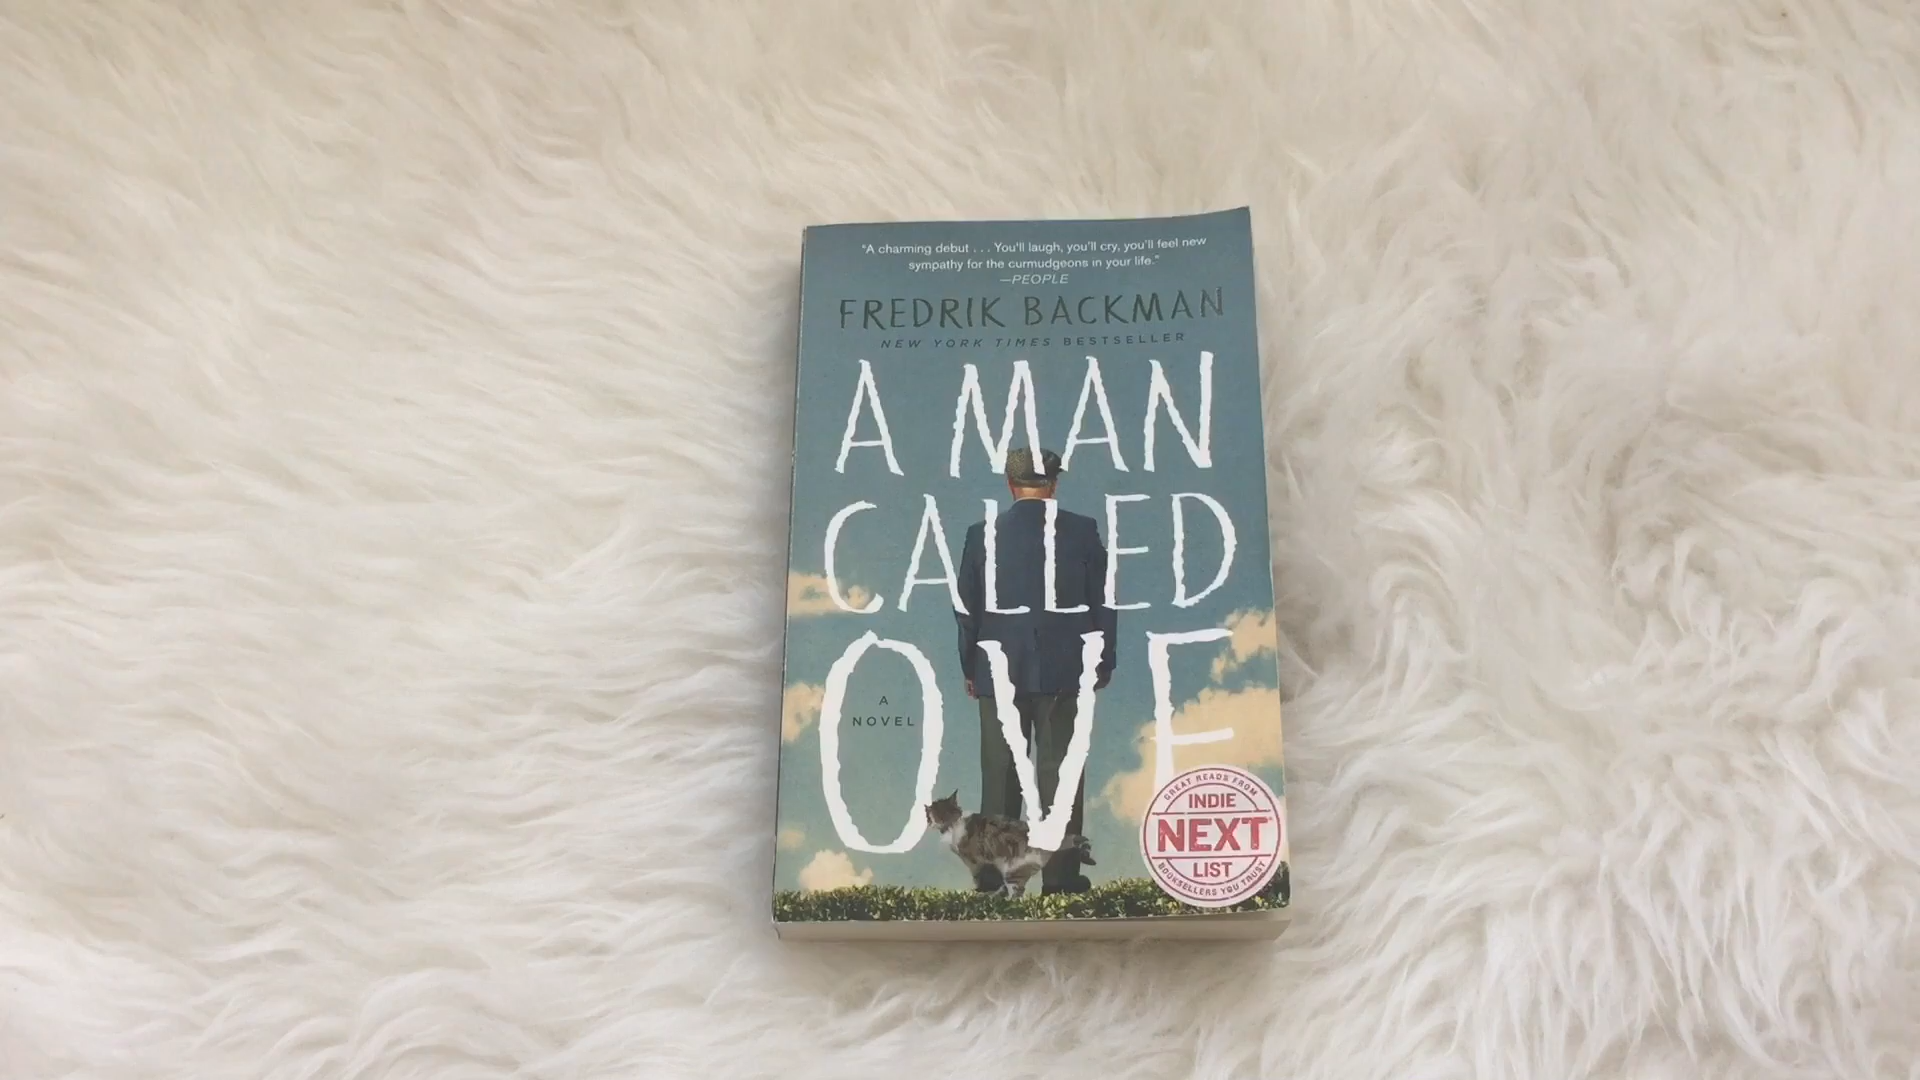 "A charming debut . . . You'll laugh, you'll cry, you'll feel new
sympathy for the curmudgeons in your life."
—PEOPLE
FREDRIK BACKMAN
NEW YORK TIMES BESTSELLER
A MAN
CALLED
OVE
A
NOVEL
GREAT READS FROM
INDIE
NEXT
LIST
BOOKSELLERS YOU TRUST